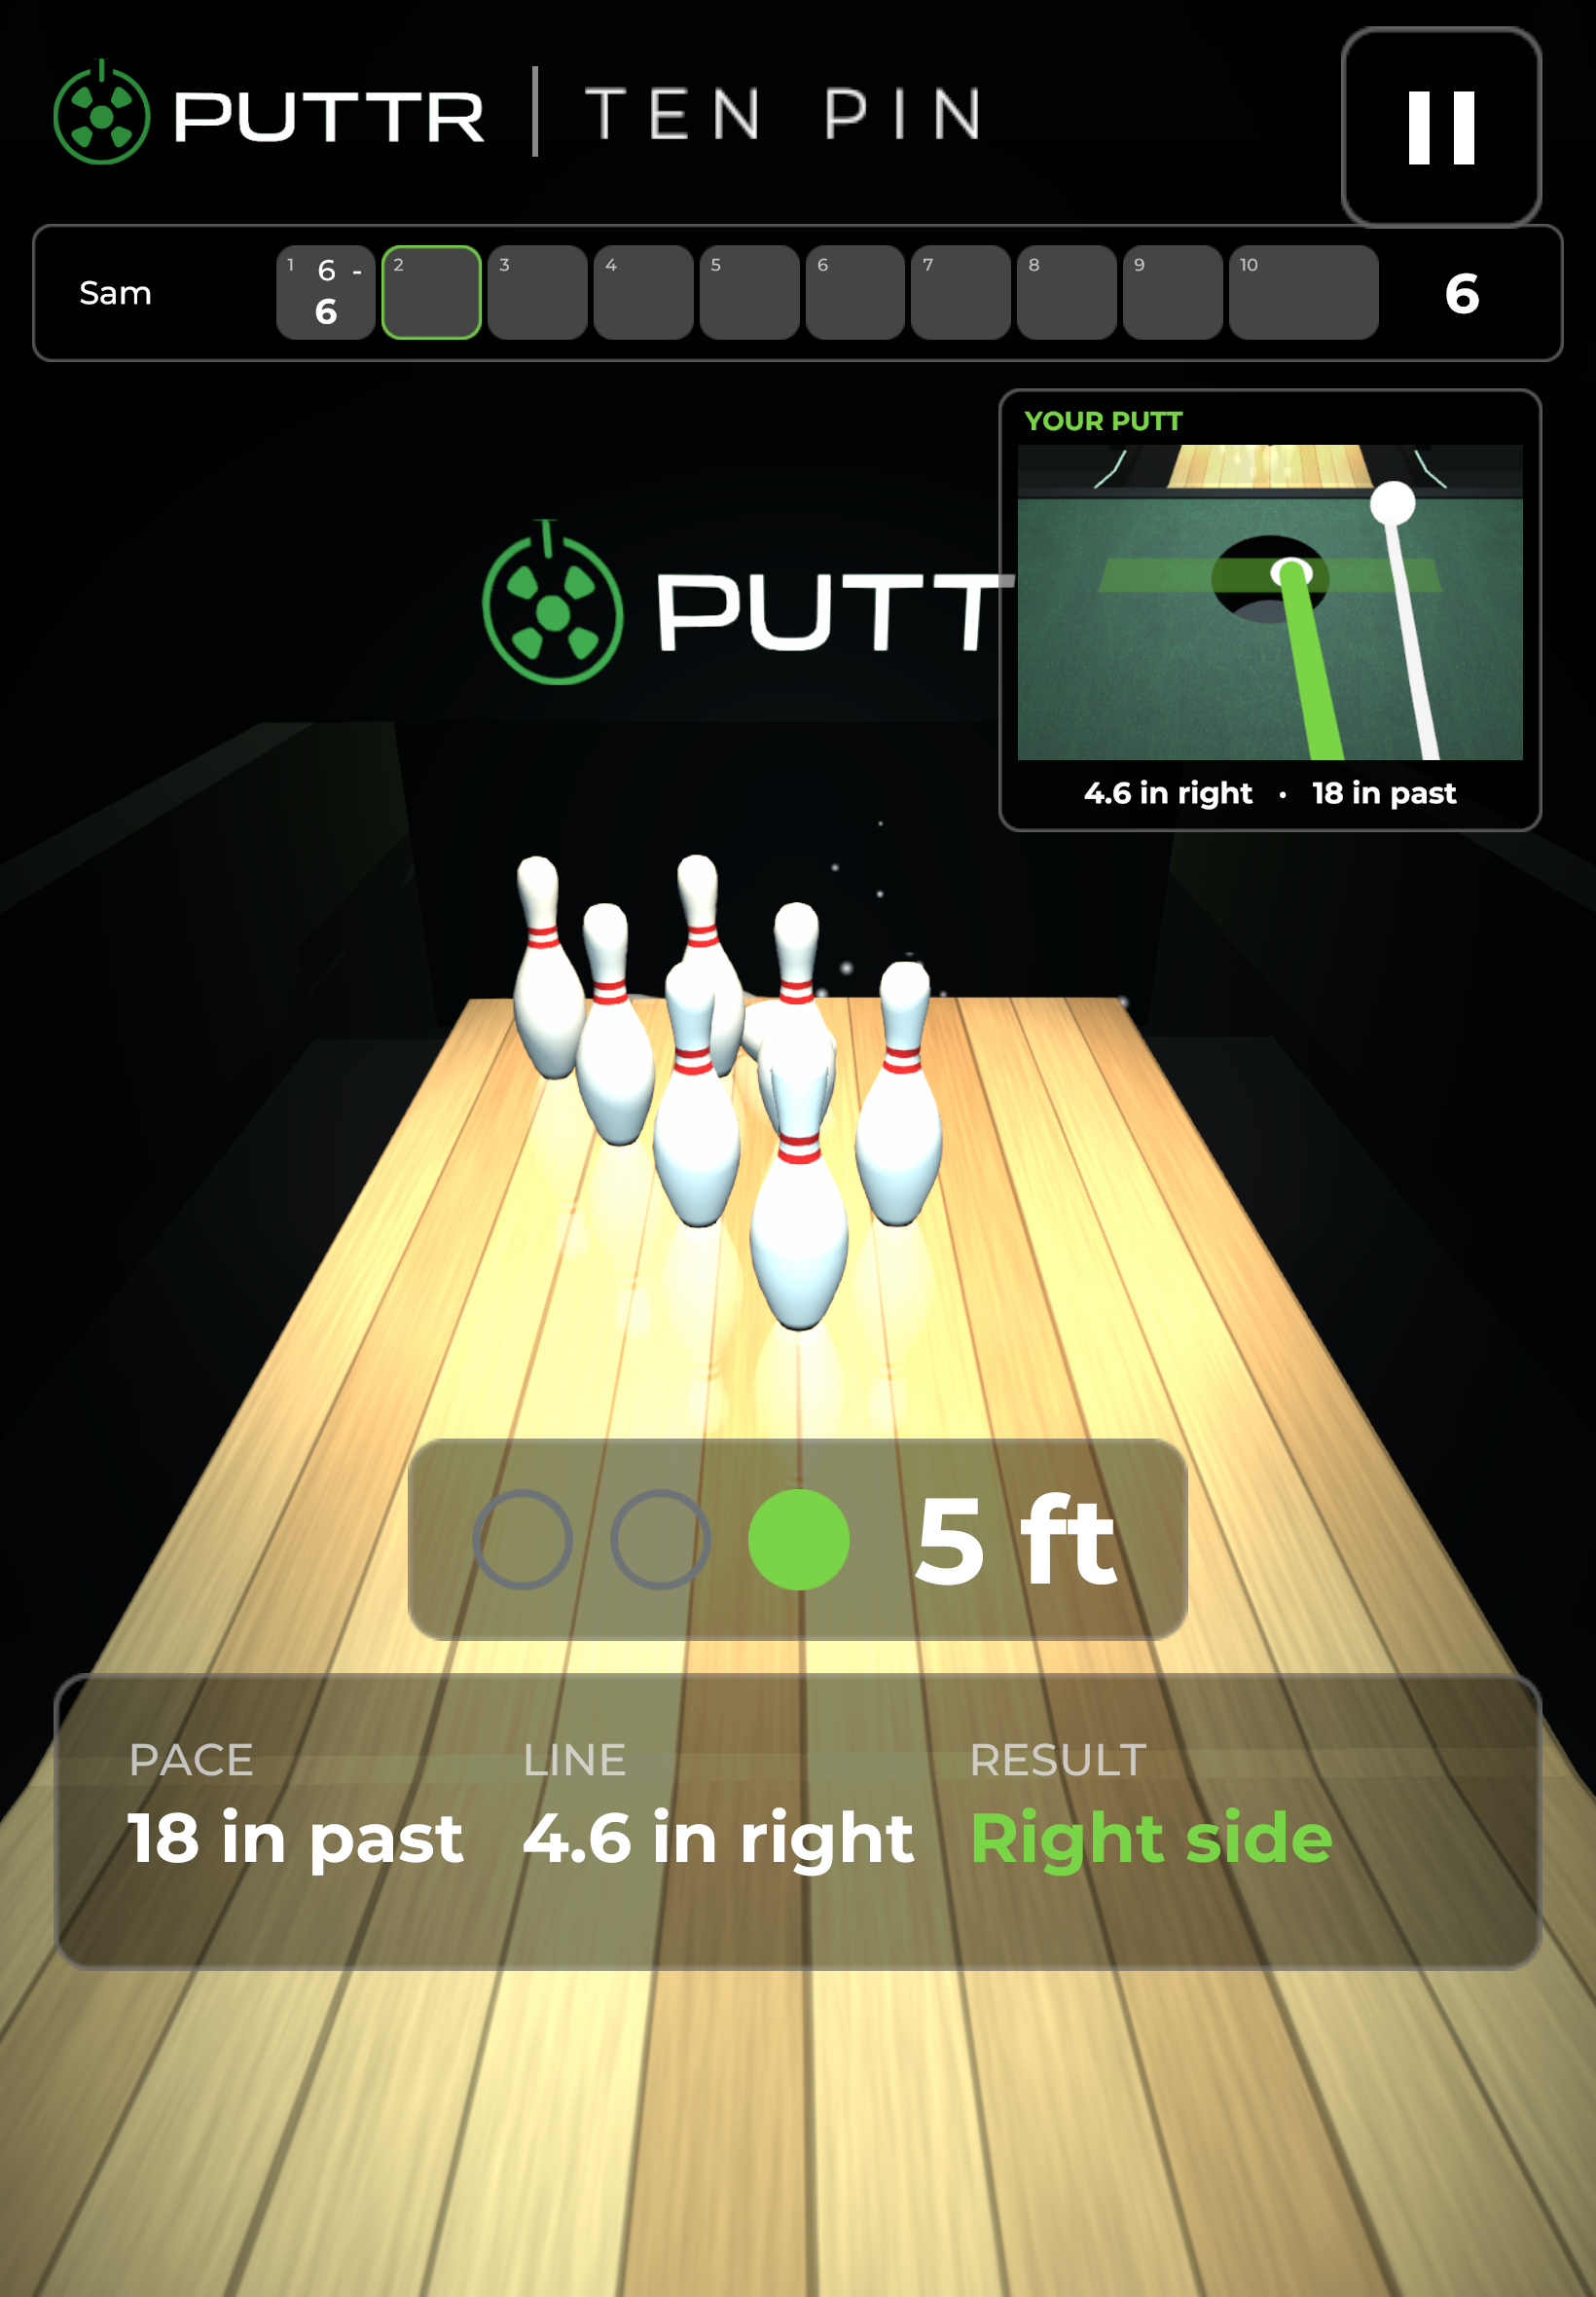 PUTTR | TEN PIN
Sam
1 6 - 6
2
3
4
5
6
7
8
9
10
6
YOUR PUTT
4.6 in right · 18 in past
PUTT
5 ft
PACE
18 in past
LINE
4.6 in right
RESULT
Right side